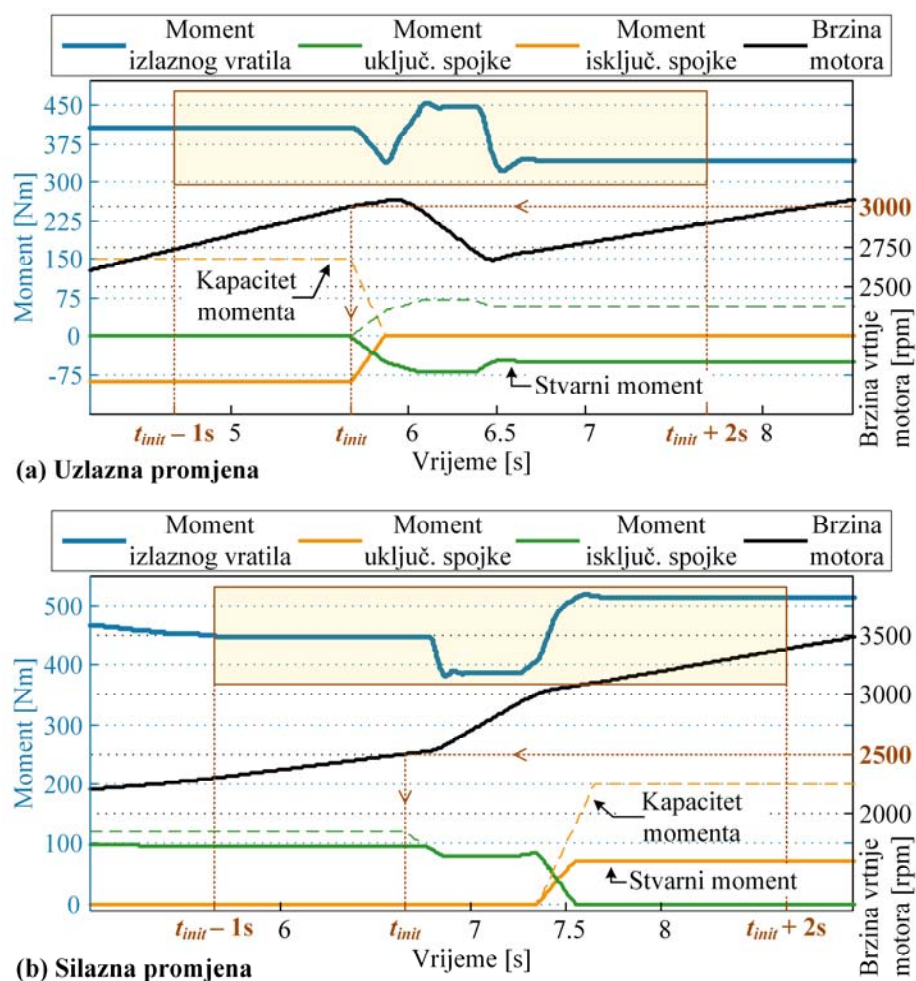 Moment izlaznog vratila
Moment uključ. spojke
Moment isključ. spojke
Brzina motora
450
375
300
225
150
75
0
-75
Moment [Nm]
3000
2750
2500
Brzina vrtnje motora [rpm]
Kapacitet momenta
Stvarni moment
t_init – 1s
5
t_init
6
6.5
7
t_init + 2s
8
Vrijeme [s]
(a) Uzlazna promjena
Moment izlaznog vratila
Moment uključ. spojke
Moment isključ. spojke
Brzina motora
500
400
300
200
100
0
Moment [Nm]
3500
3000
2500
2000
Brzina vrtnje motora [rpm]
Kapacitet momenta
Stvarni moment
t_init – 1s
6
t_init
7
7.5
8
t_init + 2s
Vrijeme [s]
(b) Silazna promjena